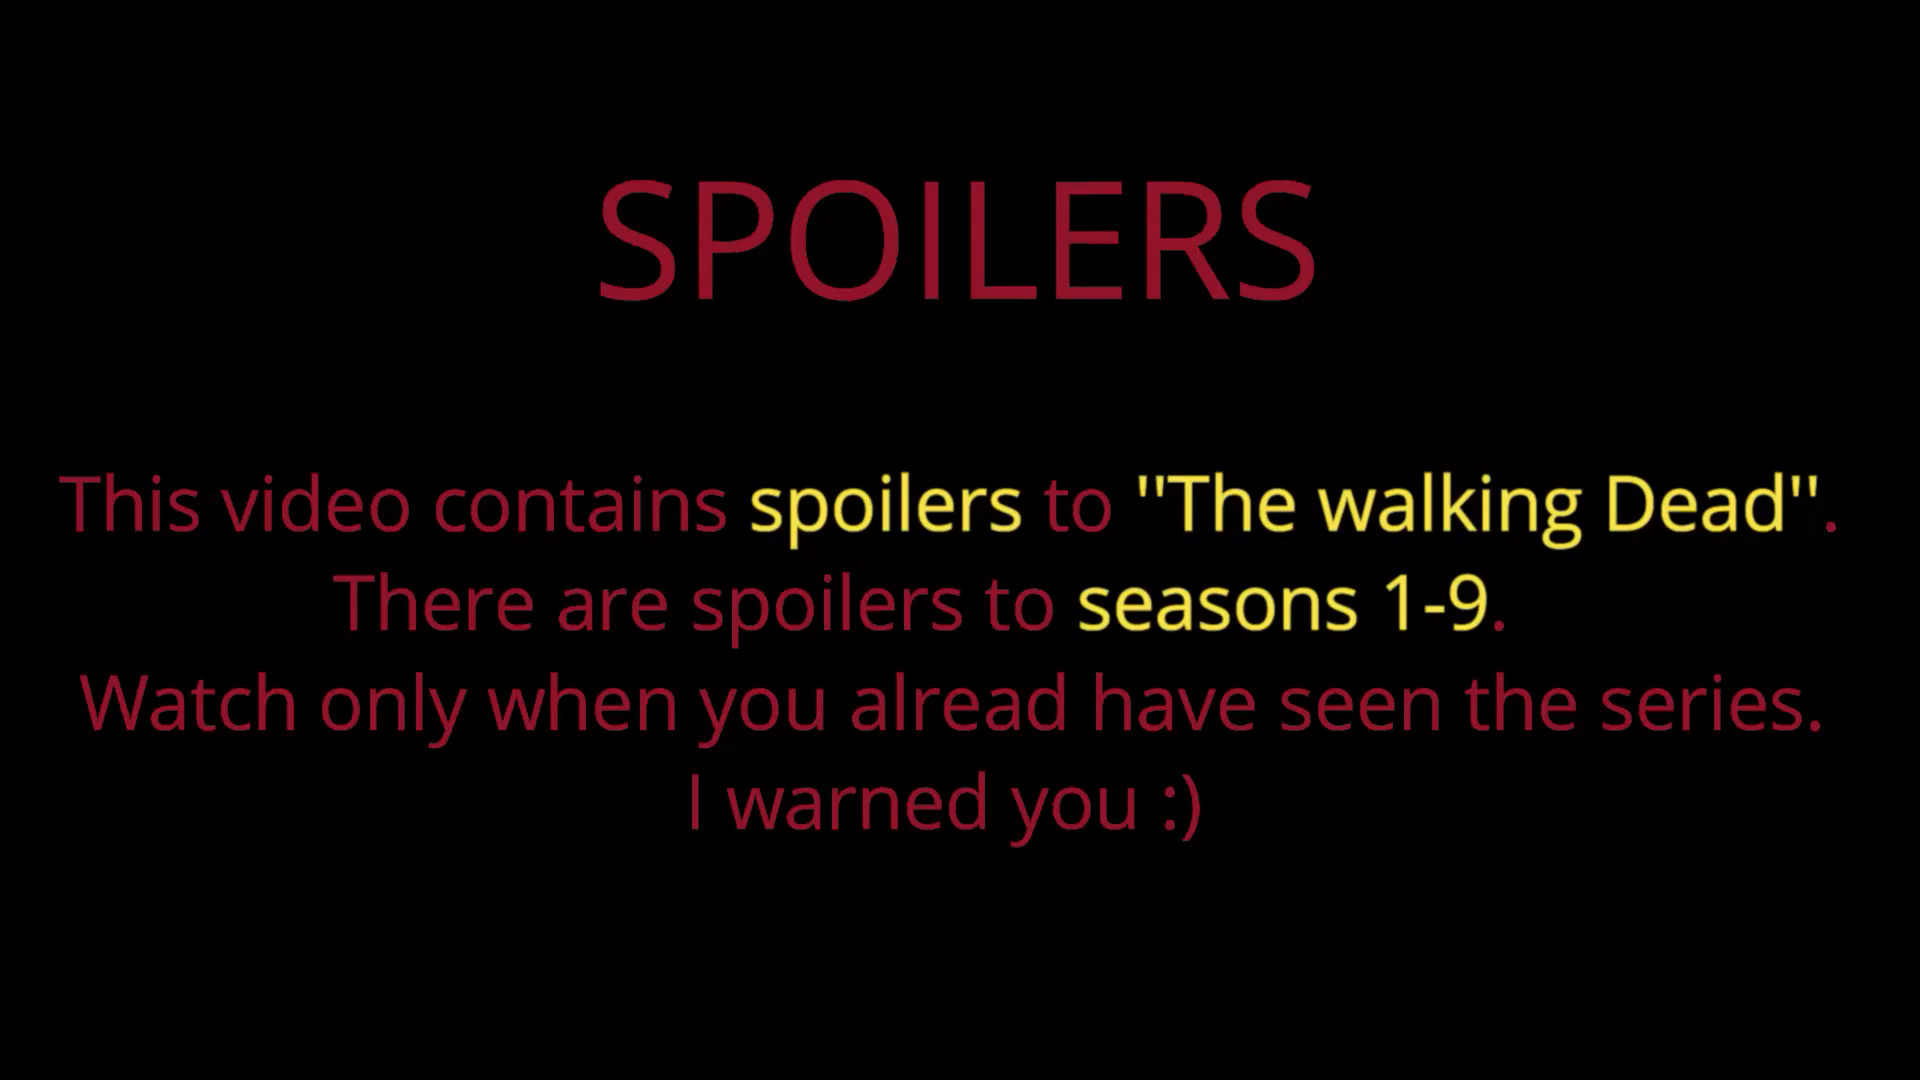 SPOILERS
This video contains spoilers to ''The walking Dead''.
There are spoilers to seasons 1-9.
Watch only when you alread have seen the series.
I warned you :)